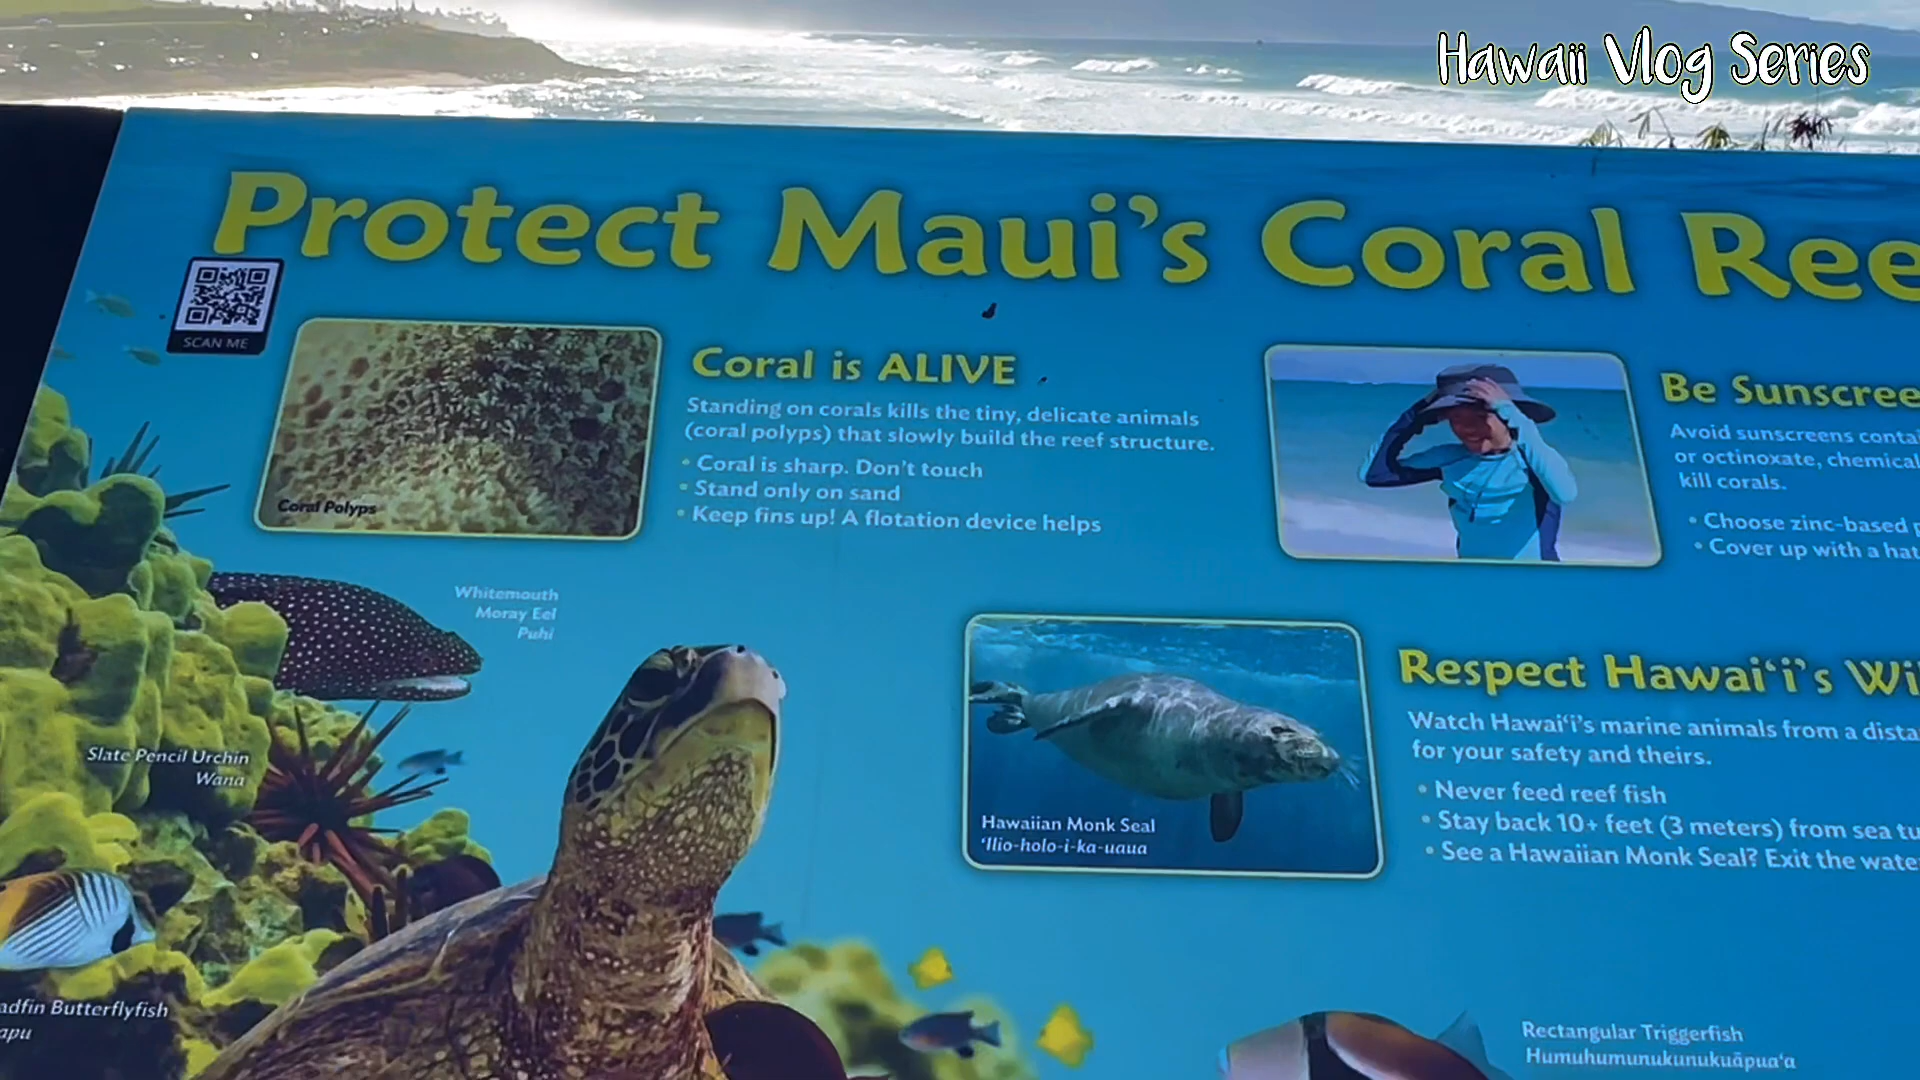 Hawaii Vlog Series
Protect Maui's Coral Ree
SCAN ME
Coral Polyps
Coral is ALIVE
Standing on corals kills the tiny, delicate animals
(coral polyps) that slowly build the reef structure.
• Coral is sharp. Don't touch
• Stand only on sand
• Keep fins up! A flotation device helps
Be Sunscree
Avoid sunscreens contai
or octinoxate, chemical
kill corals.
• Choose zinc-based p
• Cover up with a hat
Whitemouth
Moray Eel
Puhi
Slate Pencil Urchin
Wana
Hawaiian Monk Seal
ʻIlio-holo-i-ka-uaua
Respect Hawaiʻi's Wi
Watch Hawaiʻi's marine animals from a dista
for your safety and theirs.
• Never feed reef fish
• Stay back 10+ feet (3 meters) from sea tu
• See a Hawaiian Monk Seal? Exit the wate
adfin Butterflyfish
apu
Rectangular Triggerfish
Humuhumunukunukuāpuaʻa